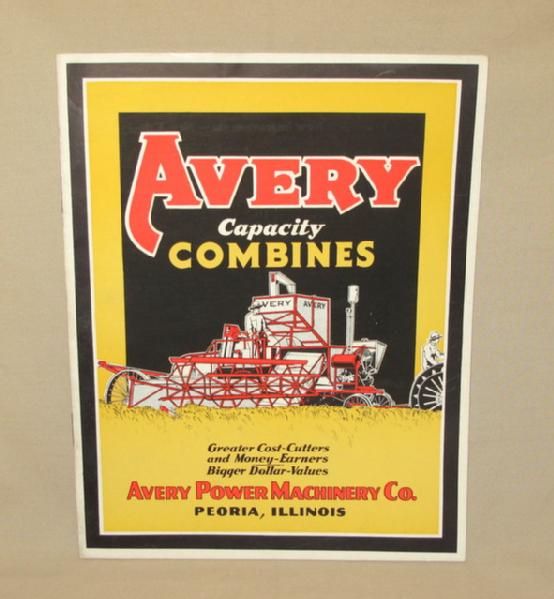 AVERY
Capacity
COMBINES
AVERY AVERY
Greater Cost-Cutters
and Money-Earners
Bigger Dollar-Values
AVERY POWER MACHINERY CO.
PEORIA, ILLINOIS